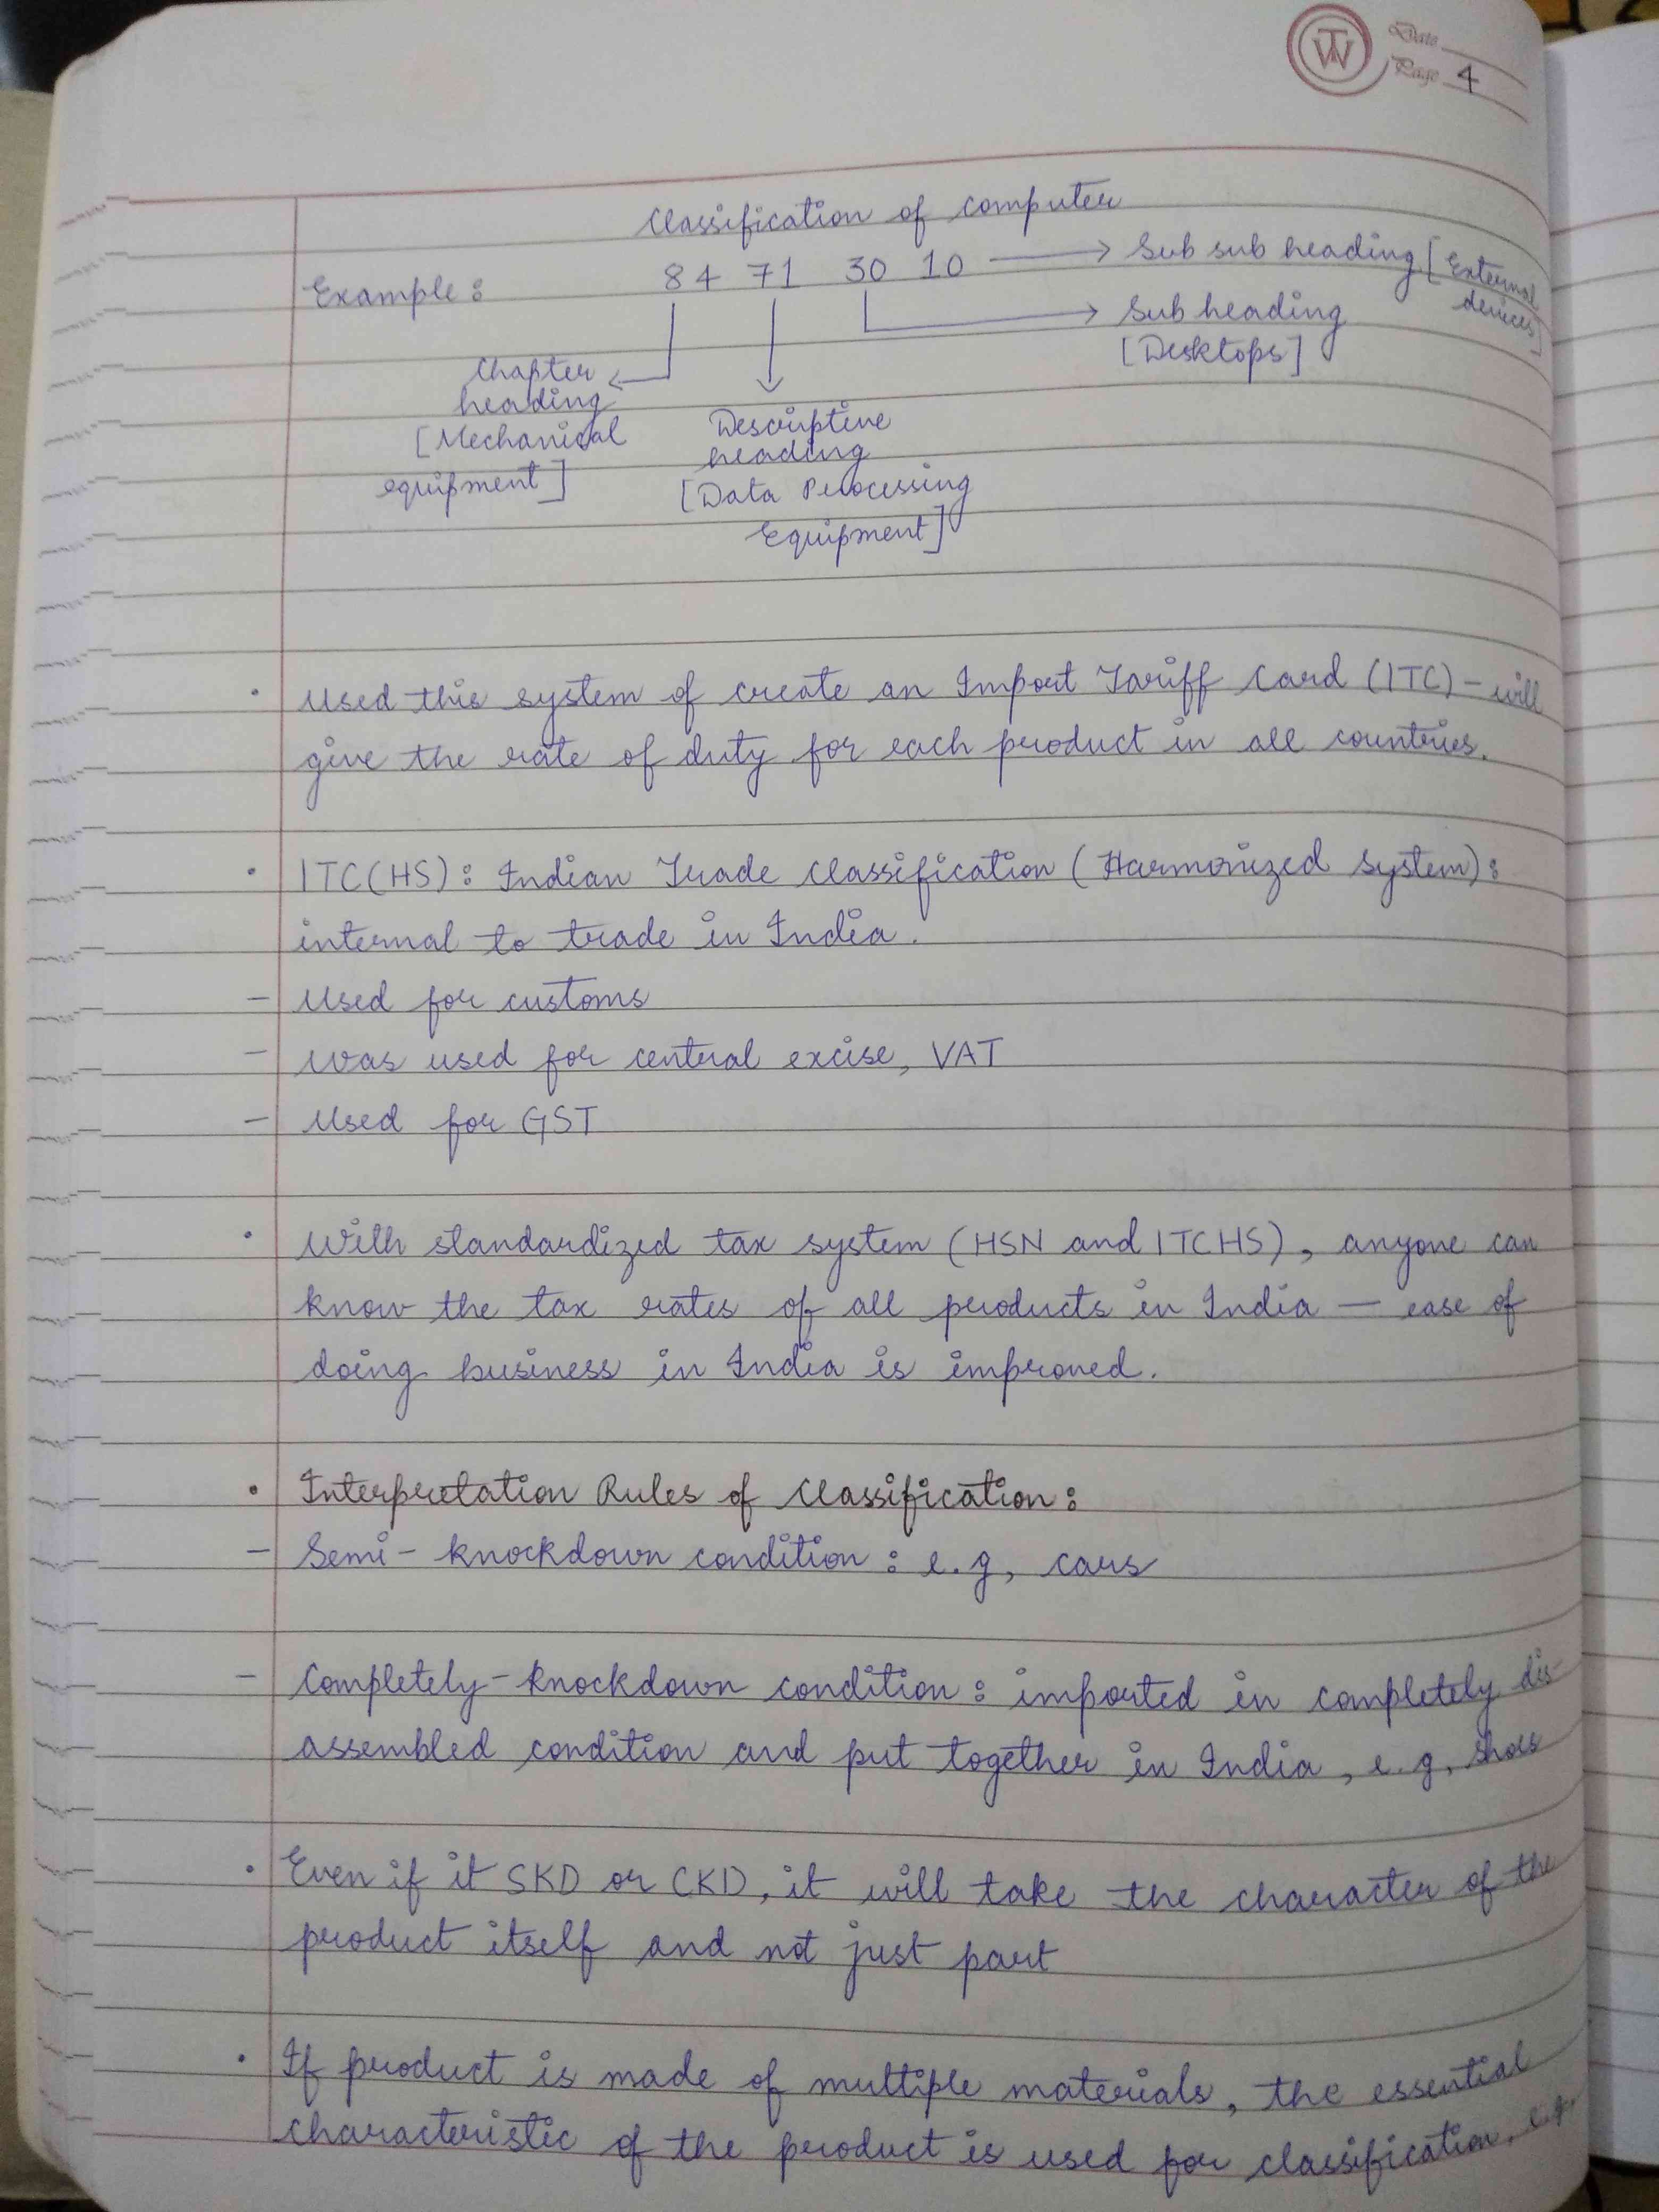 Date
Page 4
Classification of computer
Example: 84 71 30 10 → Sub sub heading [External devices]
Sub heading
[Desktops]
Chapter
heading
[Mechanical
equipment]
Descriptive
heading
[Data Processing
Equipment]
• Used this system of create an Import Tariff Card (ITC) - will
give the rate of duty for each product in all countries.
• ITC(HS): Indian Trade Classification (Harmonized System):
internal to trade in India.
- Used for customs
- was used for central excise, VAT
- Used for GST
• With standardized tax system (HSN and ITCHS), anyone can
know the tax rates of all products in India — ease of
doing business in India is improved.
• Interpretation Rules of Classification:
- Semi-knockdown condition: e.g, cars
- Completely-knockdown condition: imported in completely dis-
assembled condition and put together in India, e.g, shoes
• Even if it SKD or CKD, it will take the character of the
product itself and not just part
• If product is made of multiple materials, the essential
characteristic of the product is used for classification, e.g.